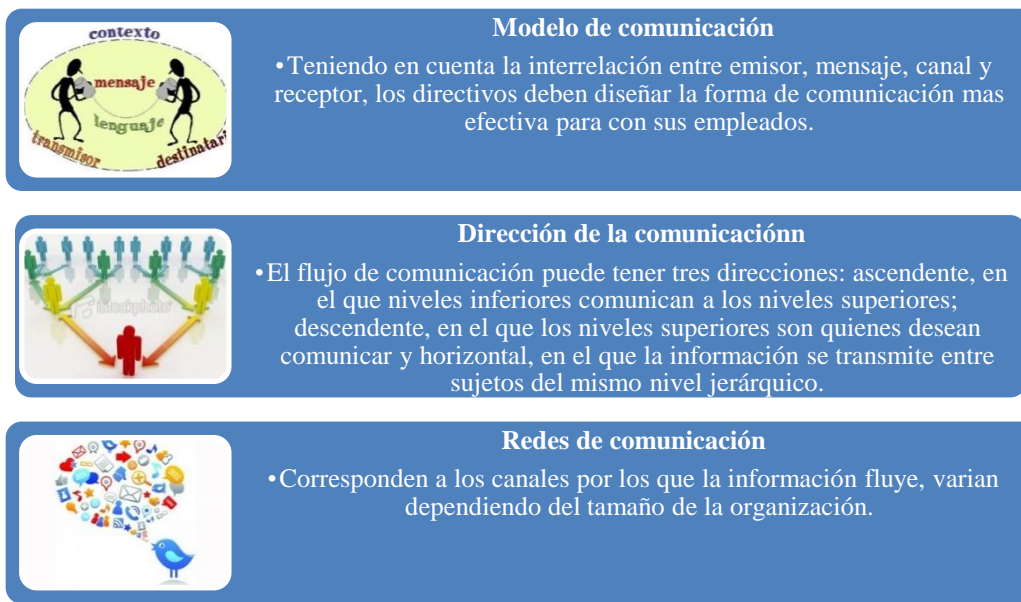 contexto
mensaje
lenguaje
transmisor
destinatari
Modelo de comunicación
•Teniendo en cuenta la interrelación entre emisor, mensaje, canal y
receptor, los directivos deben diseñar la forma de comunicación mas
efectiva para con sus empleados.
iStockphoto
Dirección de la comunicaciónn
•El flujo de comunicación puede tener tres direcciones: ascendente, en
el que niveles inferiores comunican a los niveles superiores;
descendente, en el que los niveles superiores son quienes desean
comunicar y horizontal, en el que la información se transmite entre
sujetos del mismo nivel jerárquico.
Redes de comunicación
•Corresponden a los canales por los que la información fluye, varian
dependiendo del tamaño de la organización.